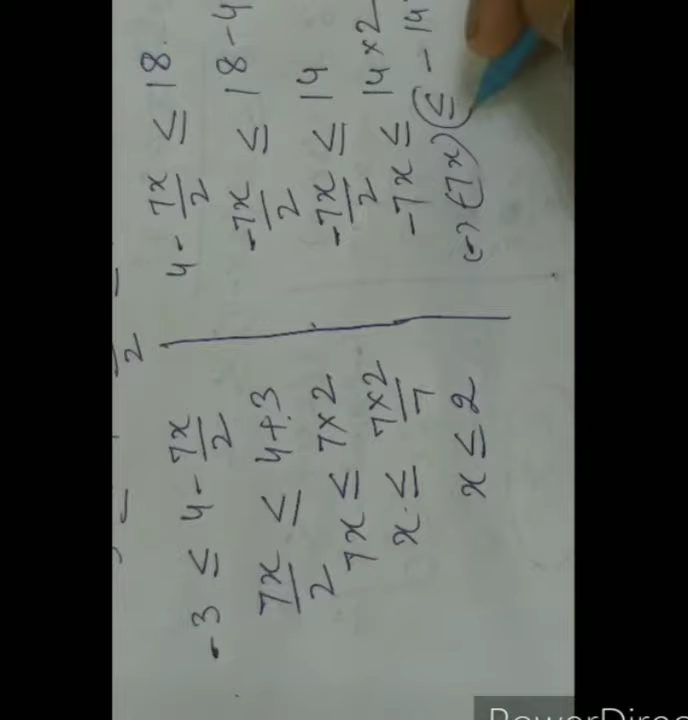 -3 ≤ 4 - 7x/2
7x/2 ≤ 4+3
7x ≤ 7×2
x ≤ 7×2/7
x ≤ 2
4 - 7x/2 ≤ 18
-7x/2 ≤ 18-4
-7x/2 ≤ 14
-7x ≤ 14×2
(-) (-7x) ≤ -14